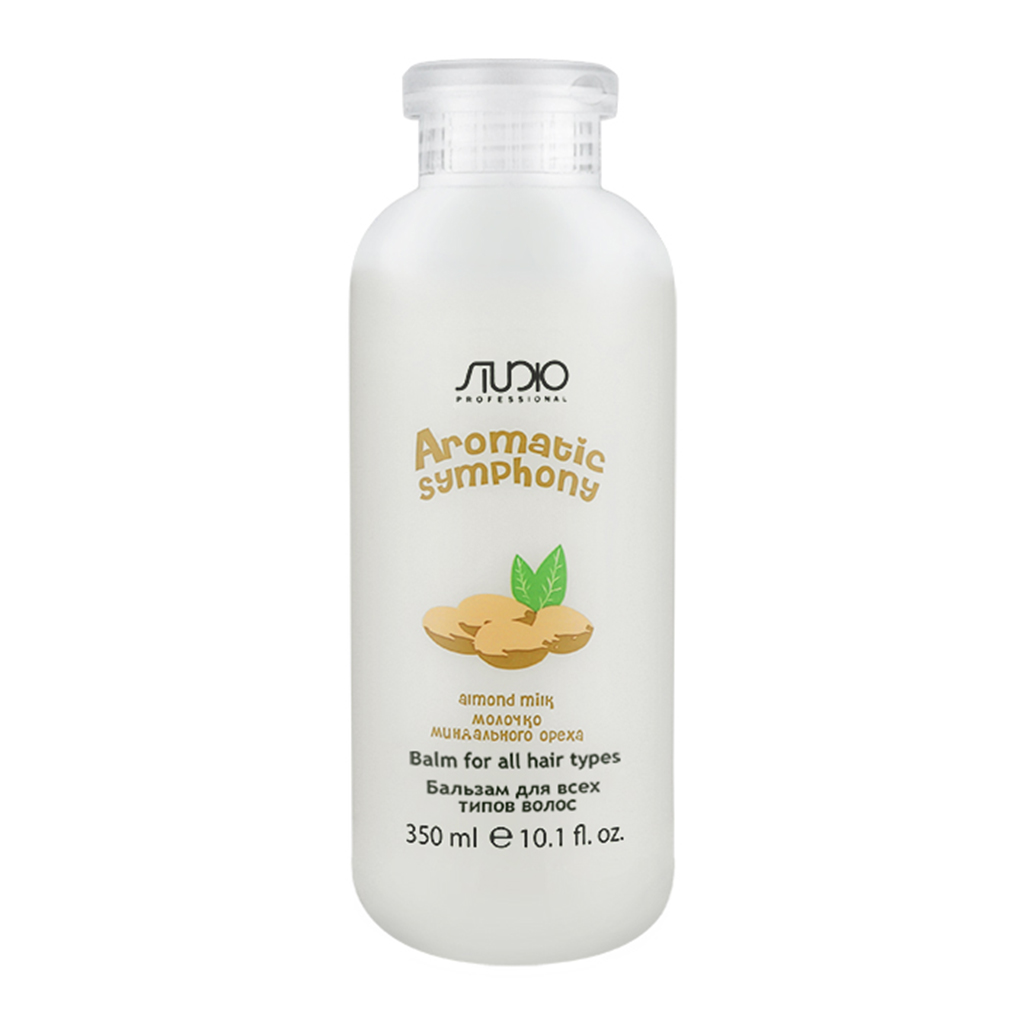 STUDIO
PROFESSIONAL
Aromatic
symphony
almond milk
молочко
миндального ореха
Balm for all hair types
Бальзам для всех
типов волос
350 ml ℮ 10.1 fl. oz.